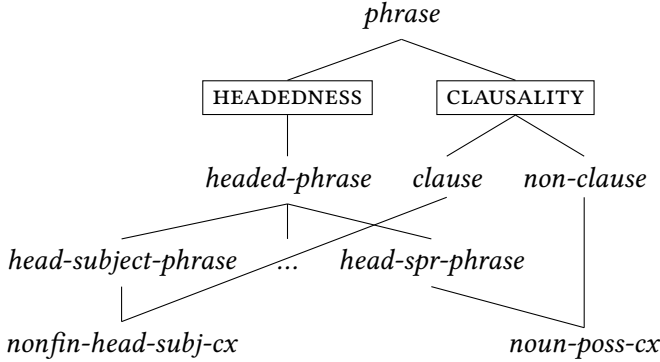 phrase
HEADEDNESS CLAUSALITY
headed-phrase clause non-clause
head-subject-phrase ... head-spr-phrase
nonfin-head-subj-cx noun-poss-cx